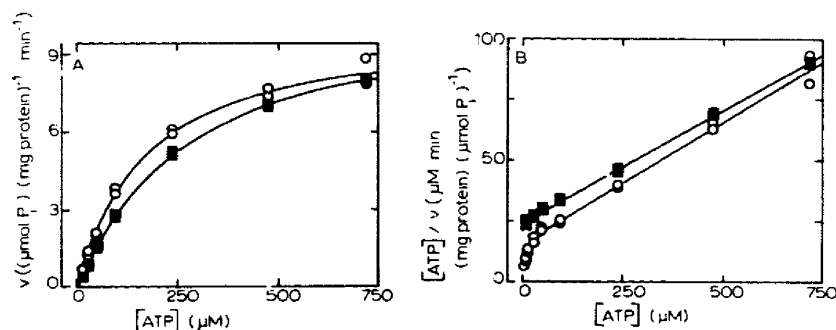 A
v ((μmol Pi) (mg protein)-1 min-1)
9
6
3
0
0
250
500
750
[ATP] (μM)
B
[ATP] / v (μM min
(mg protein) (μmol Pi)-1)
100
50
0
0
250
500
750
[ATP] (μM)